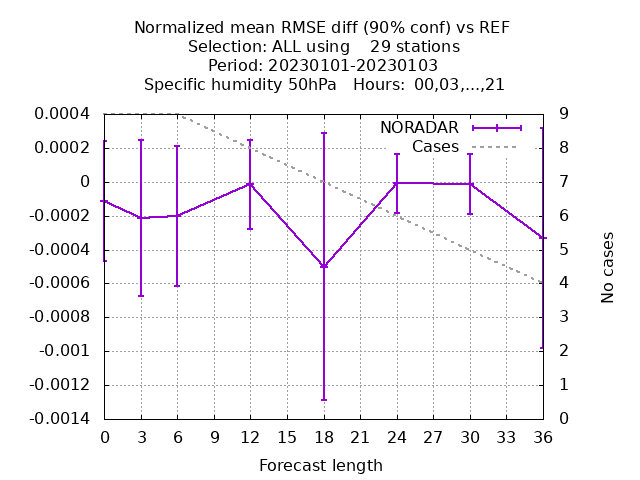 Normalized mean RMSE diff (90% conf) vs REF
Selection: ALL using    29 stations
Period: 20230101-20230103
Specific humidity 50hPa   Hours: 00,03,...,21
NORADAR
Cases
0.0004
0.0002
0
-0.0002
-0.0004
-0.0006
-0.0008
-0.001
-0.0012
-0.0014
9
8
7
6
5
4
3
2
1
0
No cases
0 3 6 9 12 15 18 21 24 27 30 33 36
Forecast length